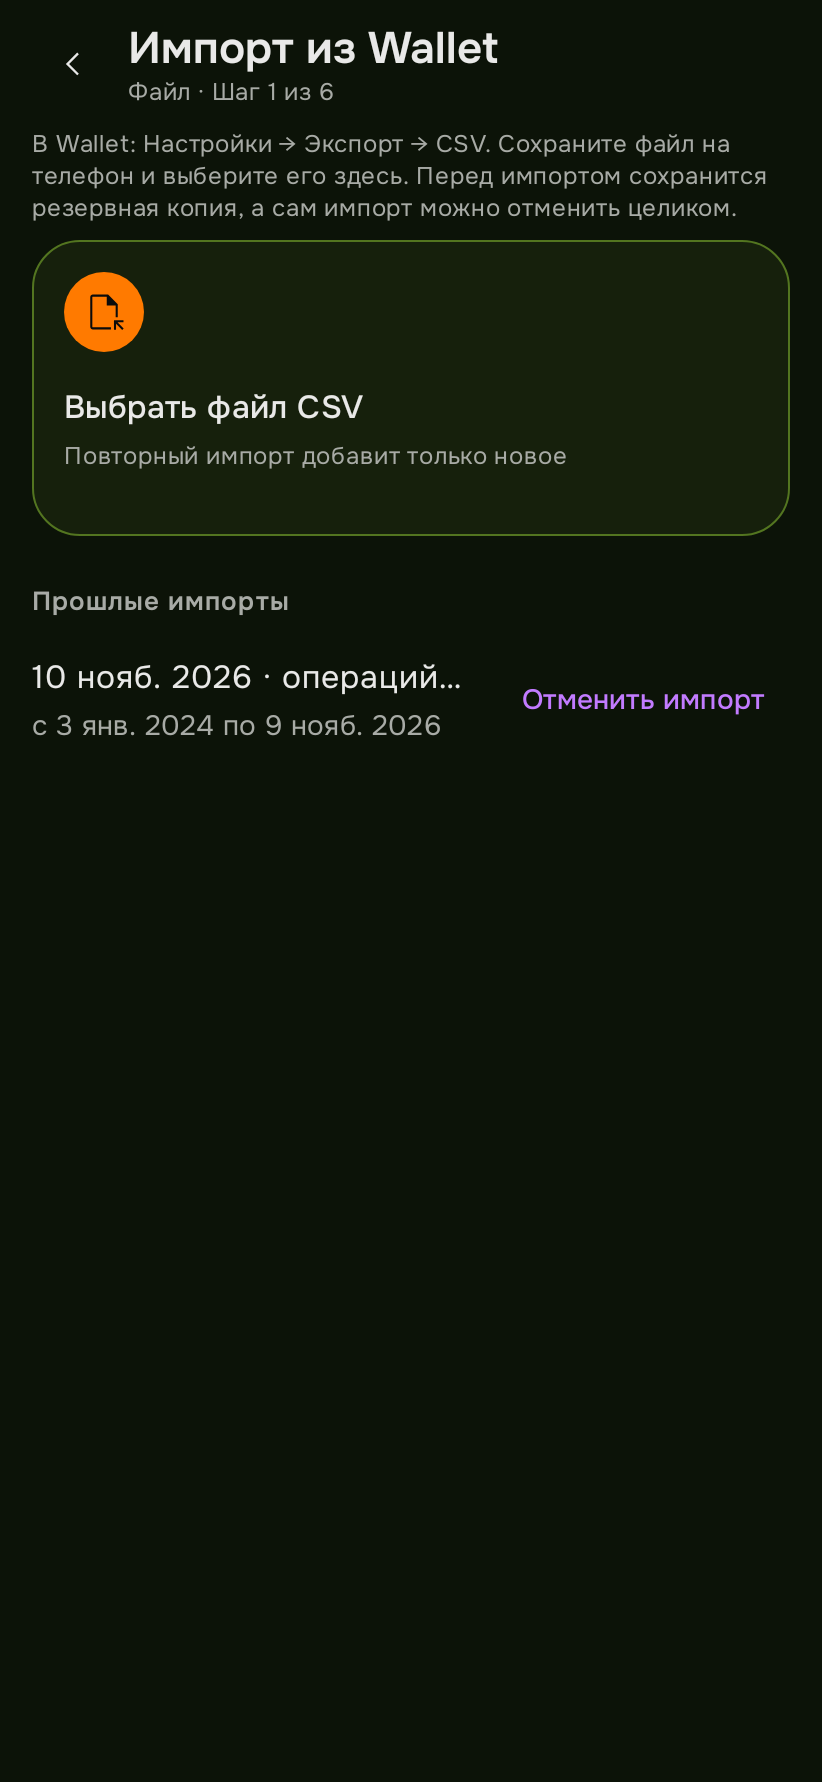 Импорт из Wallet
Файл · Шаг 1 из 6
В Wallet: Настройки → Экспорт → CSV. Сохраните файл на
телефон и выберите его здесь. Перед импортом сохранится
резервная копия, а сам импорт можно отменить целиком.
Выбрать файл CSV
Повторный импорт добавит только новое
Прошлые импорты
10 нояб. 2026 · операций…
с 3 янв. 2024 по 9 нояб. 2026
Отменить импорт